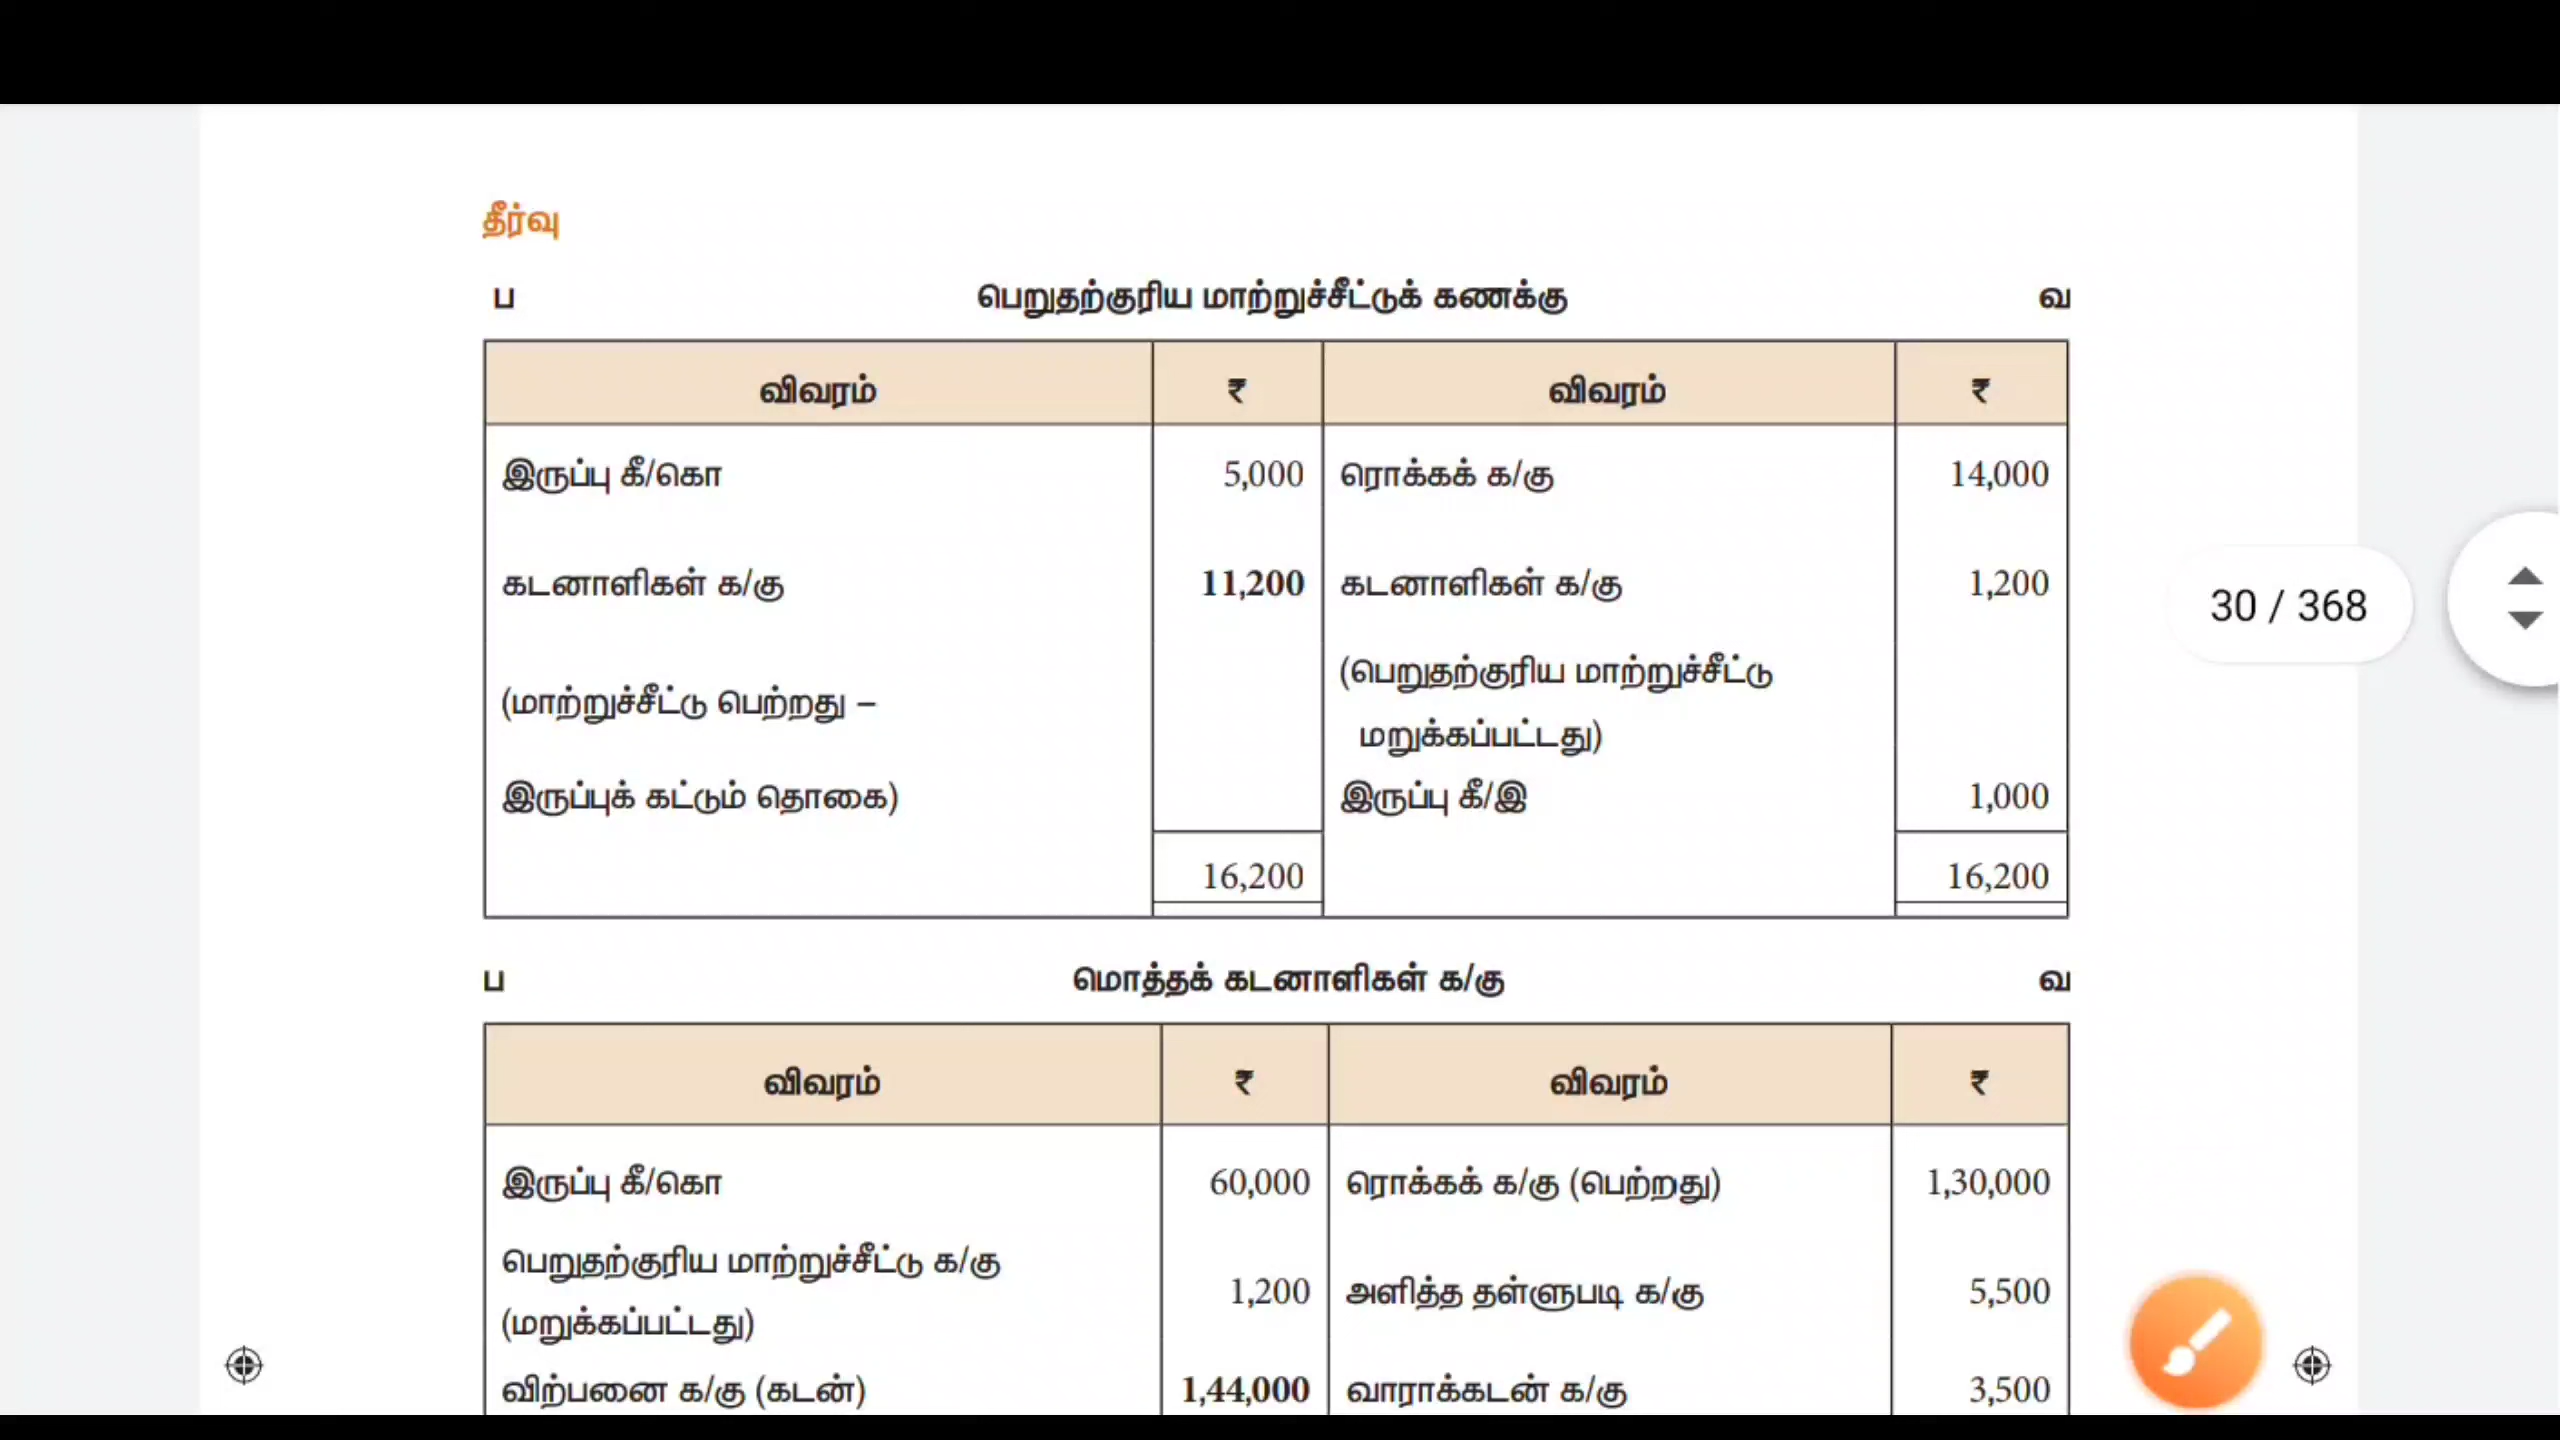 தீர்வு
ப பெறுதற்குரிய மாற்றுச்சீட்டுக் கணக்கு வ
விவரம் ₹ விவரம் ₹
இருப்பு கீ/கொ 5,000 ரொக்கக் க/கு 14,000
கடனாளிகள் க/கு 11,200 கடனாளிகள் க/கு 1,200
(மாற்றுச்சீட்டு பெற்றது – (பெறுதற்குரிய மாற்றுச்சீட்டு
மறுக்கப்பட்டது)
இருப்புக் கட்டும் தொகை) இருப்பு கீ/இ 1,000
16,200 16,200
ப மொத்தக் கடனாளிகள் க/கு வ
விவரம் ₹ விவரம் ₹
இருப்பு கீ/கொ 60,000 ரொக்கக் க/கு (பெற்றது) 1,30,000
பெறுதற்குரிய மாற்றுச்சீட்டு க/கு
(மறுக்கப்பட்டது) 1,200 அளித்த தள்ளுபடி க/கு 5,500
விற்பனை க/கு (கடன்) 1,44,000 வாராக்கடன் க/கு 3,500
30 / 368